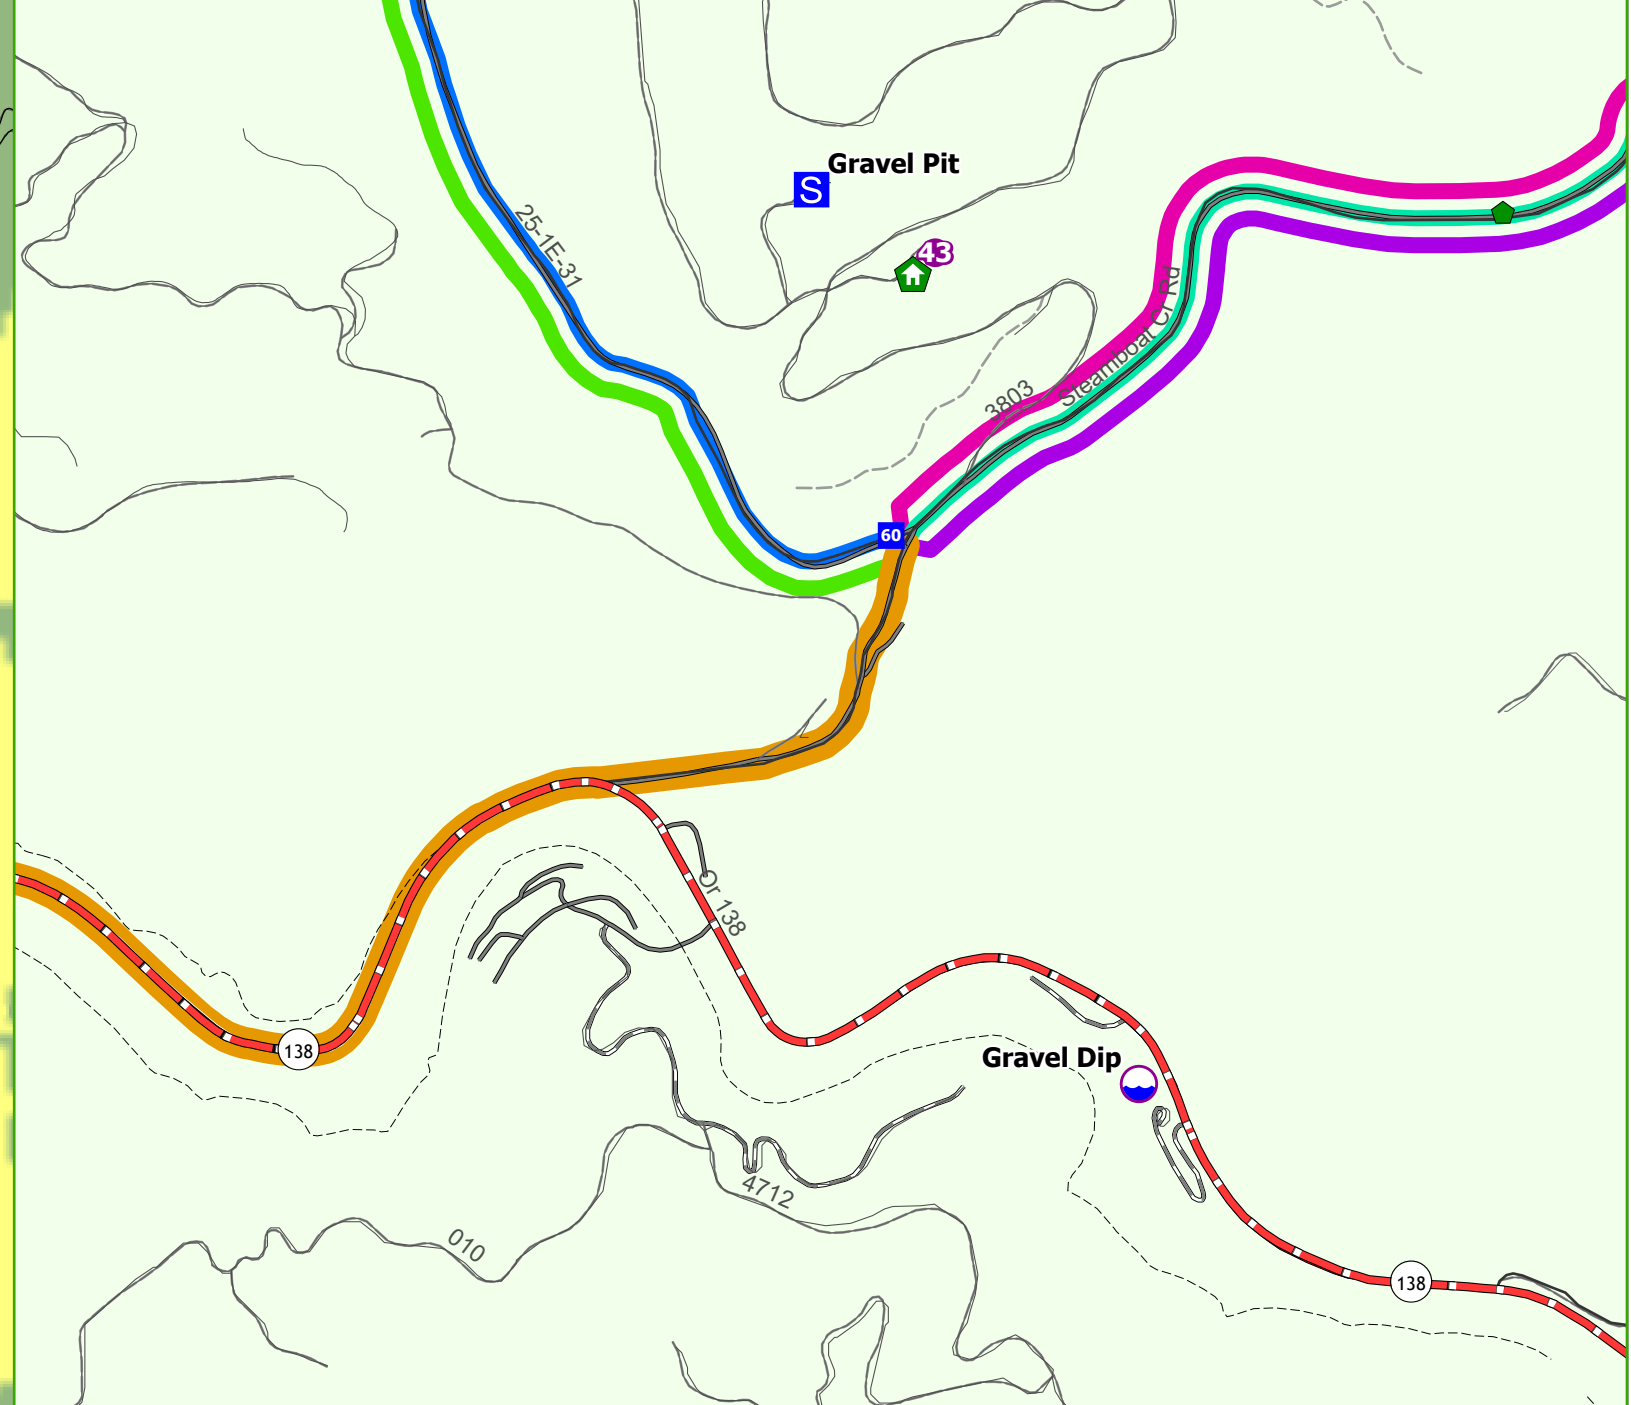 Gravel Pit
S
43
25-1E-31
Steamboat Cr Rd
3803
60
Or 138
138
Gravel Dip
4712
010
138